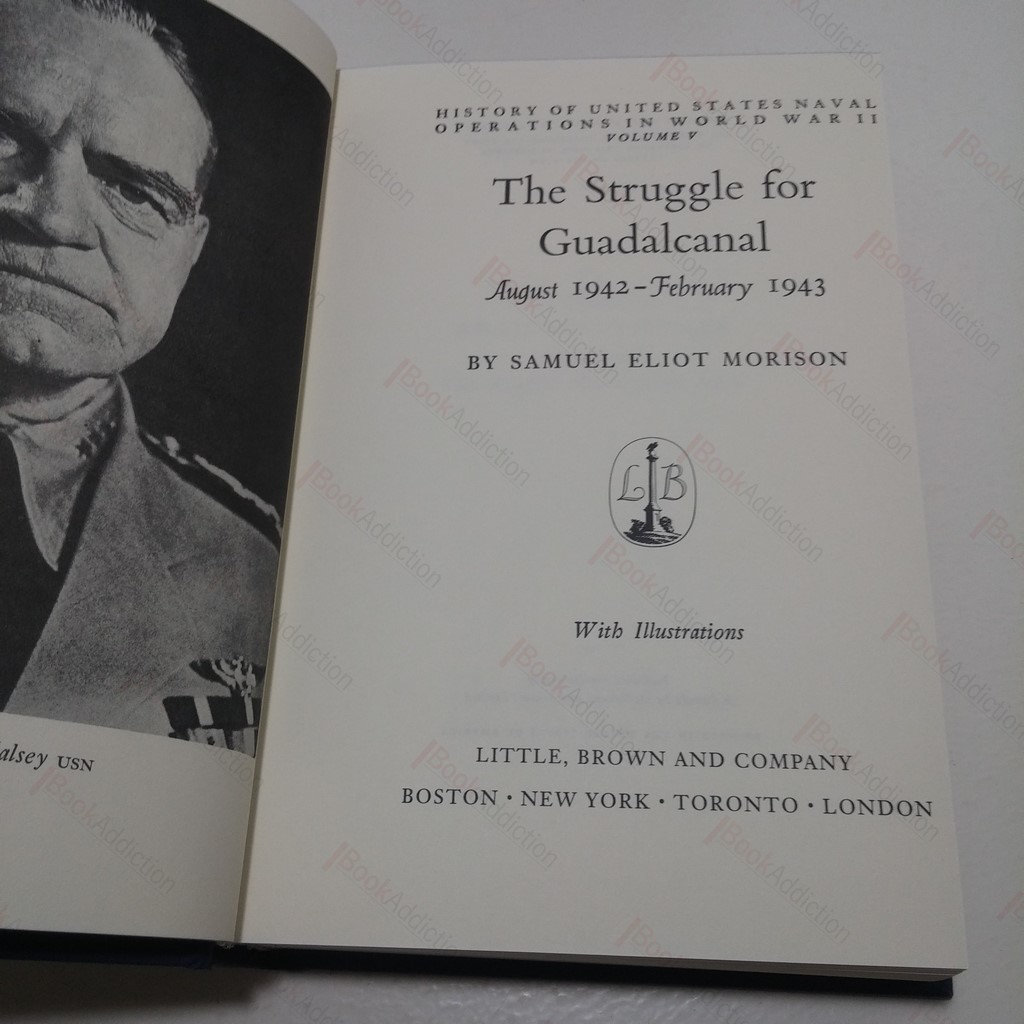 alsey USN
HISTORY OF UNITED STATES NAVAL
OPERATIONS IN WORLD WAR II
VOLUME V
The Struggle for
Guadalcanal
August 1942–February 1943
BY SAMUEL ELIOT MORISON
L B
With Illustrations
LITTLE, BROWN AND COMPANY
BOSTON · NEW YORK · TORONTO · LONDON
BookAddiction